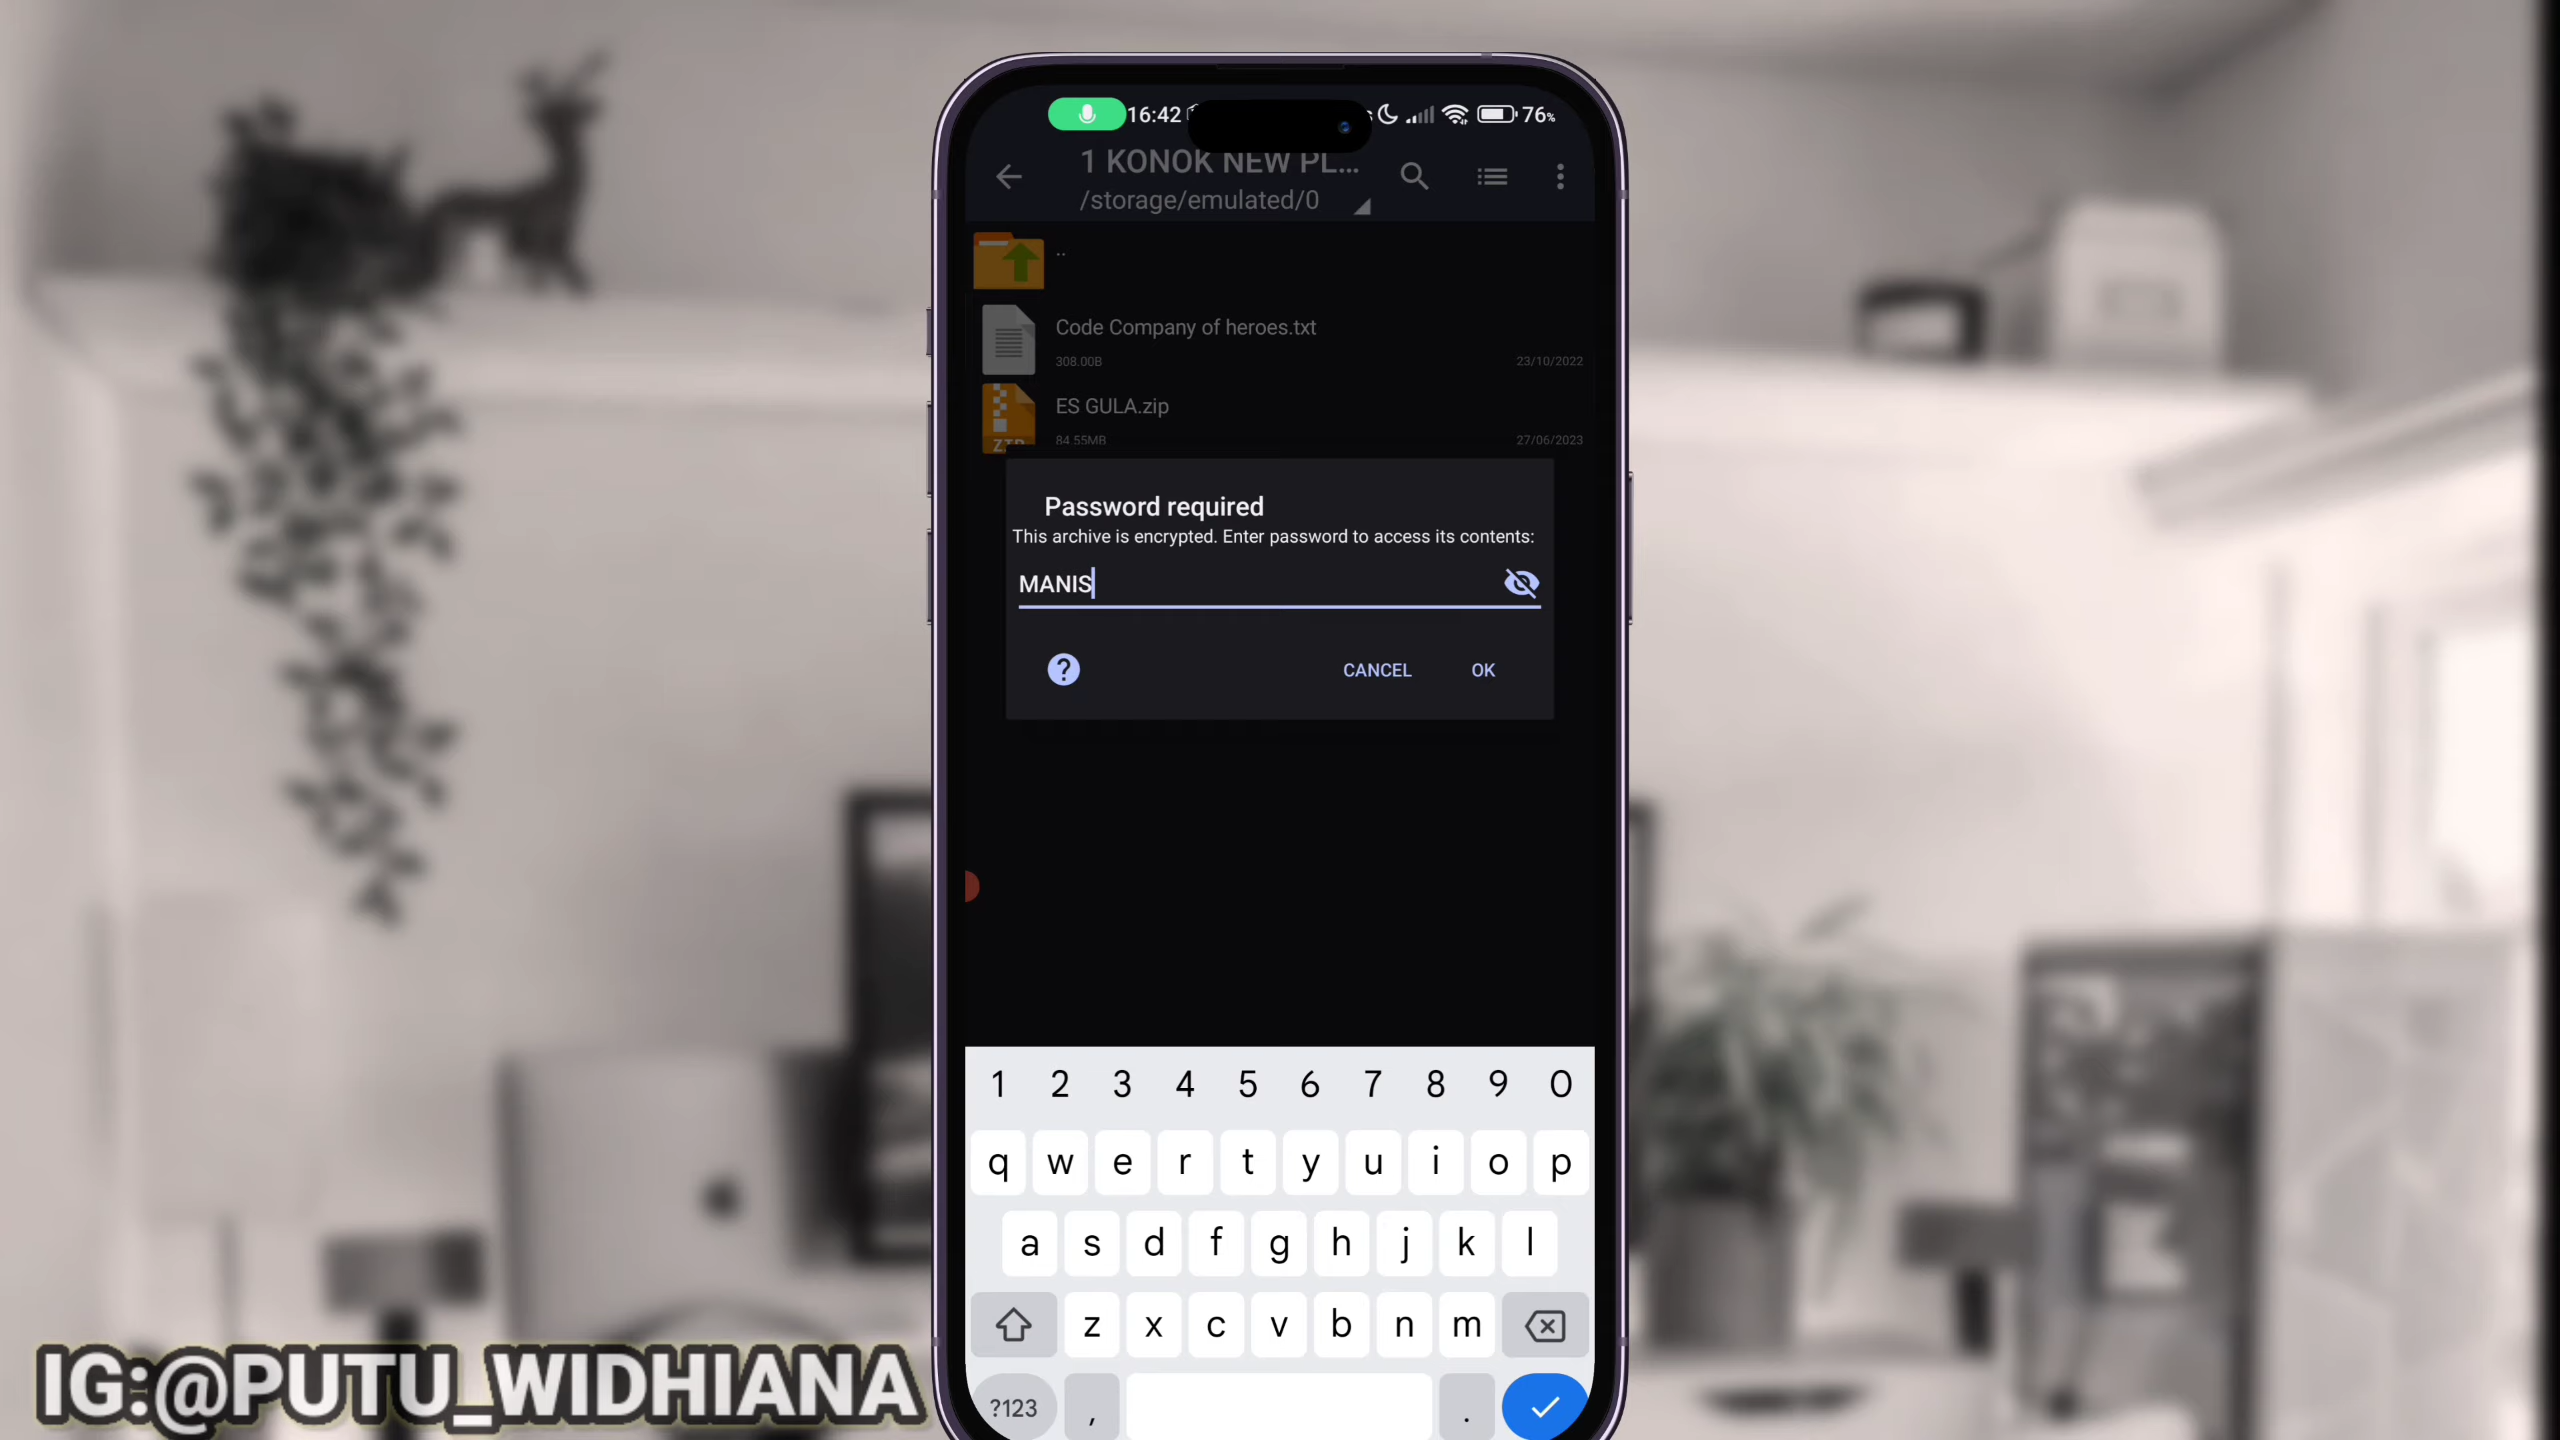 16:42
76%
1 KONOK NEW PL...
/storage/emulated/0
..
Code Company of heroes.txt
308.00B
23/10/2022
ES GULA.zip
84.55MB
27/06/2023
Password required
This archive is encrypted. Enter password to access its contents:
MANIS
?
CANCEL
OK
1 2 3 4 5 6 7 8 9 0
q w e r t y u i o p
a s d f g h j k l
z x c v b n m
?123 , .
IG:@PUTU_WIDHIANA